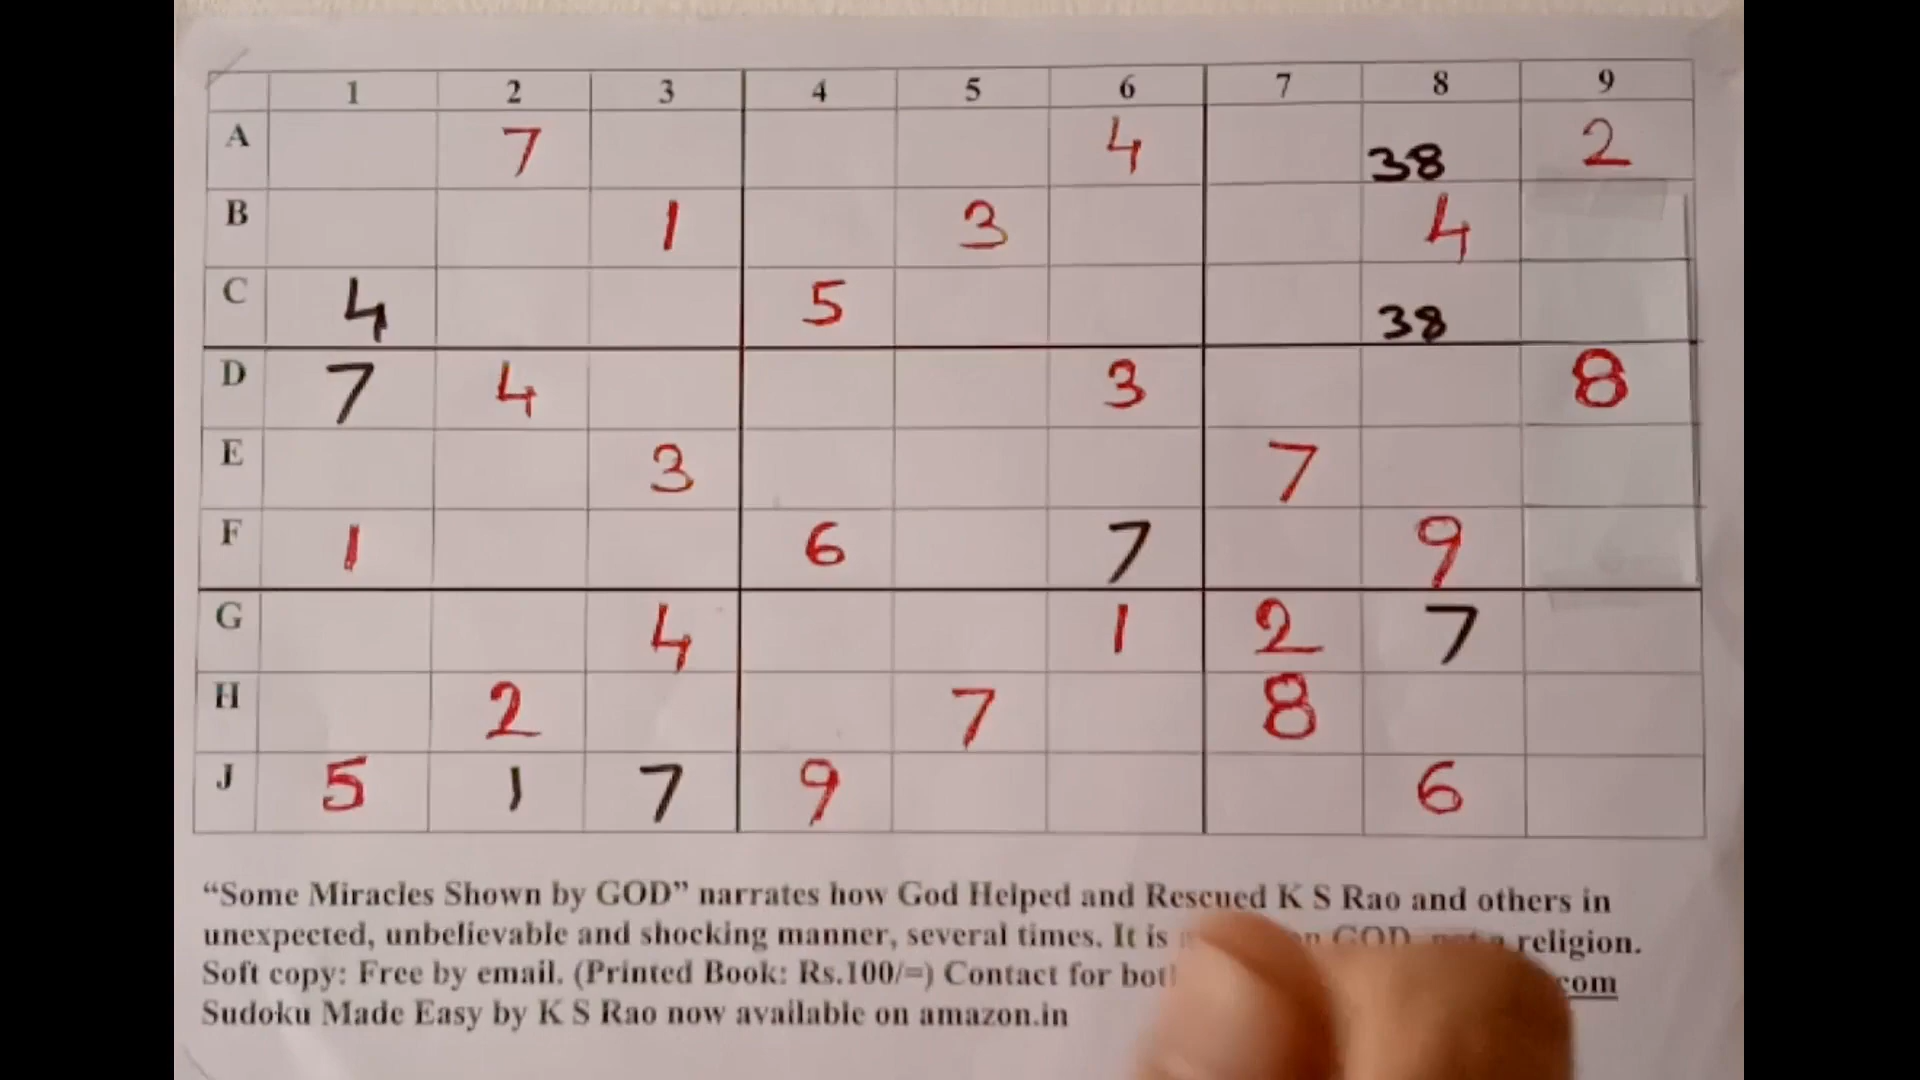 1 2 3 4 5 6 7 8 9
A 7 4 38 2
B 1 3 4
C 4 5 38
D 7 4 3 8
E 3 7
F 1 6 7 9
G 4 1 2 7
H 2 7 8
J 5 1 7 9 6
“Some Miracles Shown by GOD” narrates how God Helped and Rescued K S Rao and others in
unexpected, unbelievable and shocking manner, several times. It is GOD, not a religion.
Soft copy: Free by email. (Printed Book: Rs.100/=) Contact for com
Sudoku Made Easy by K S Rao now available on amazon.in